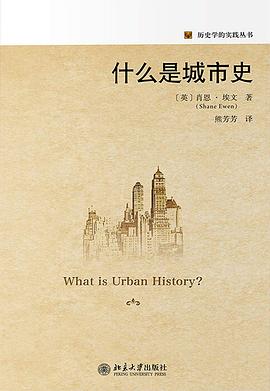 历史学的实践丛书
什么是城市史
〔英〕肖恩·埃文 著
(Shane Ewen)
熊芳芳 译
What is Urban History?
北京大学出版社
PEKING UNIVERSITY PRESS